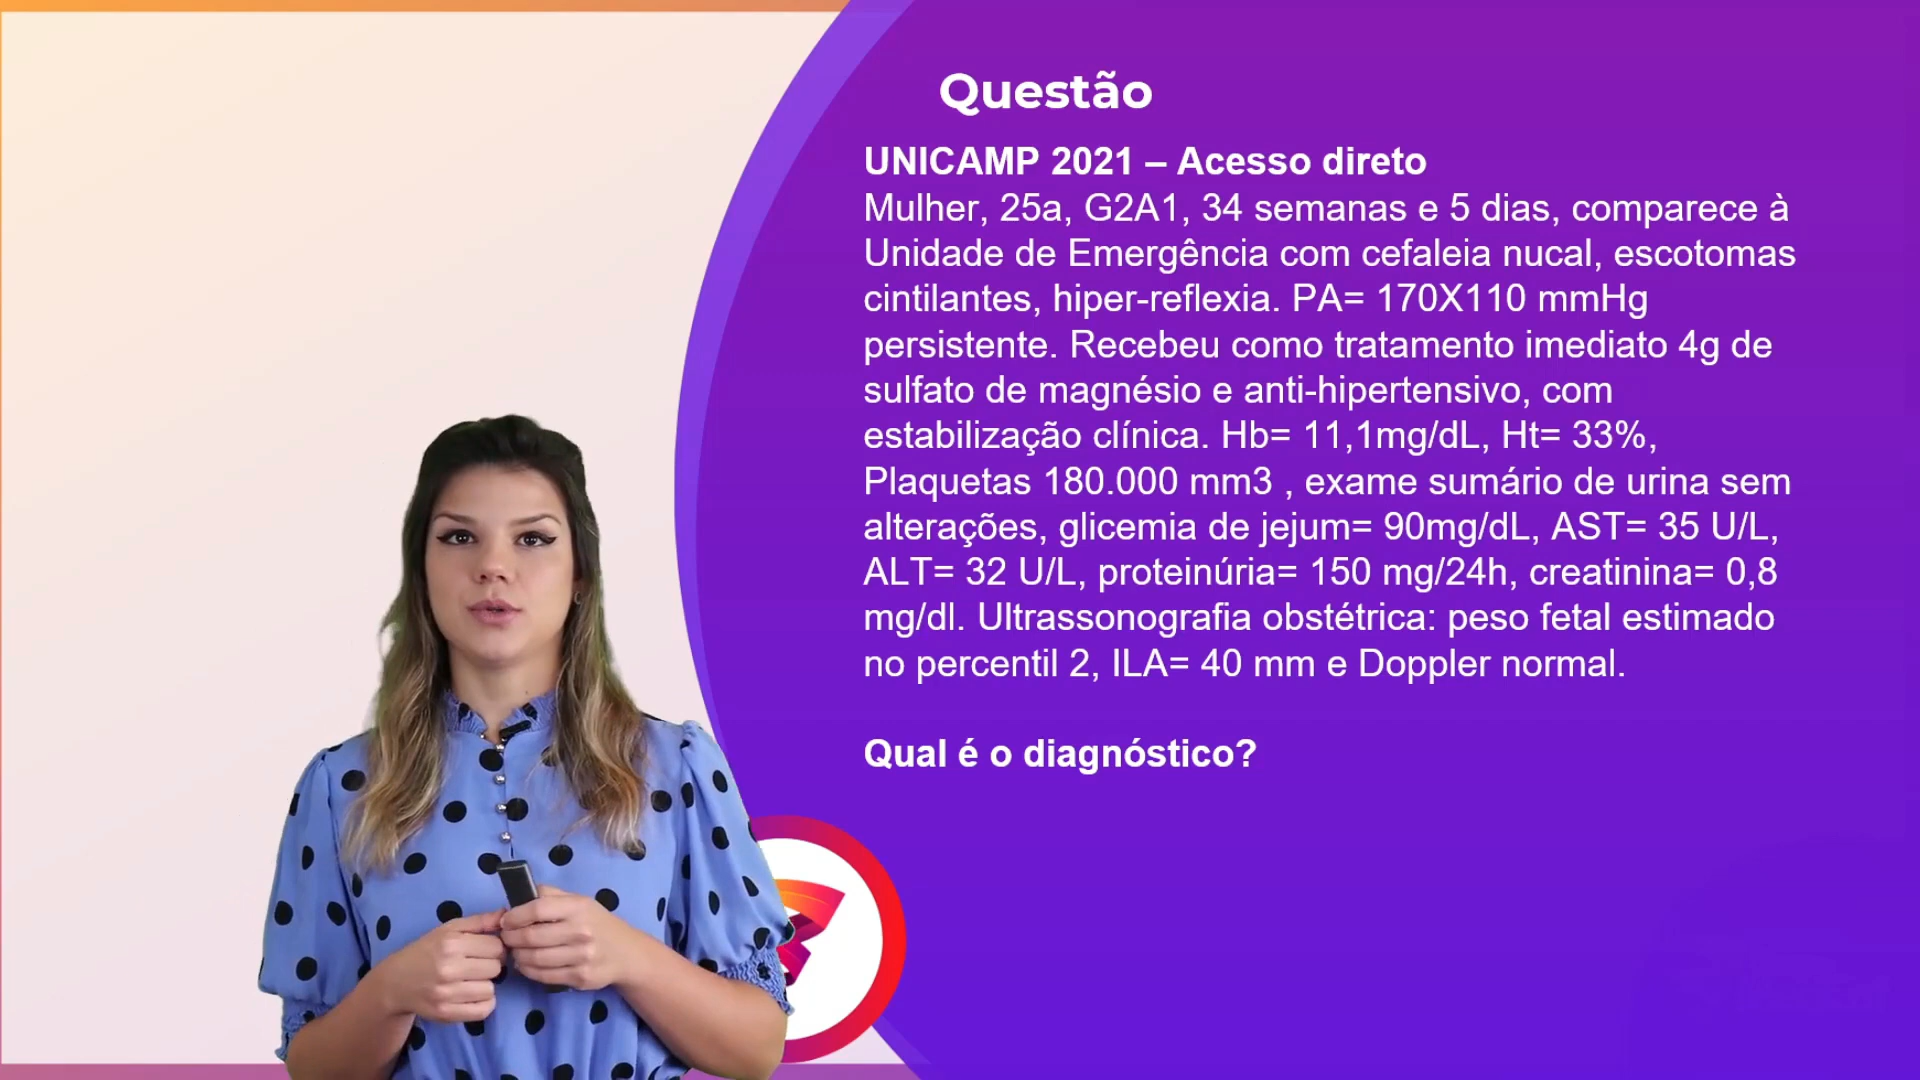 Questão
UNICAMP 2021 – Acesso direto
Mulher, 25a, G2A1, 34 semanas e 5 dias, comparece à
Unidade de Emergência com cefaleia nucal, escotomas
cintilantes, hiper-reflexia. PA= 170X110 mmHg
persistente. Recebeu como tratamento imediato 4g de
sulfato de magnésio e anti-hipertensivo, com
estabilização clínica. Hb= 11,1mg/dL, Ht= 33%,
Plaquetas 180.000 mm3 , exame sumário de urina sem
alterações, glicemia de jejum= 90mg/dL, AST= 35 U/L,
ALT= 32 U/L, proteinúria= 150 mg/24h, creatinina= 0,8
mg/dl. Ultrassonografia obstétrica: peso fetal estimado
no percentil 2, ILA= 40 mm e Doppler normal.
Qual é o diagnóstico?